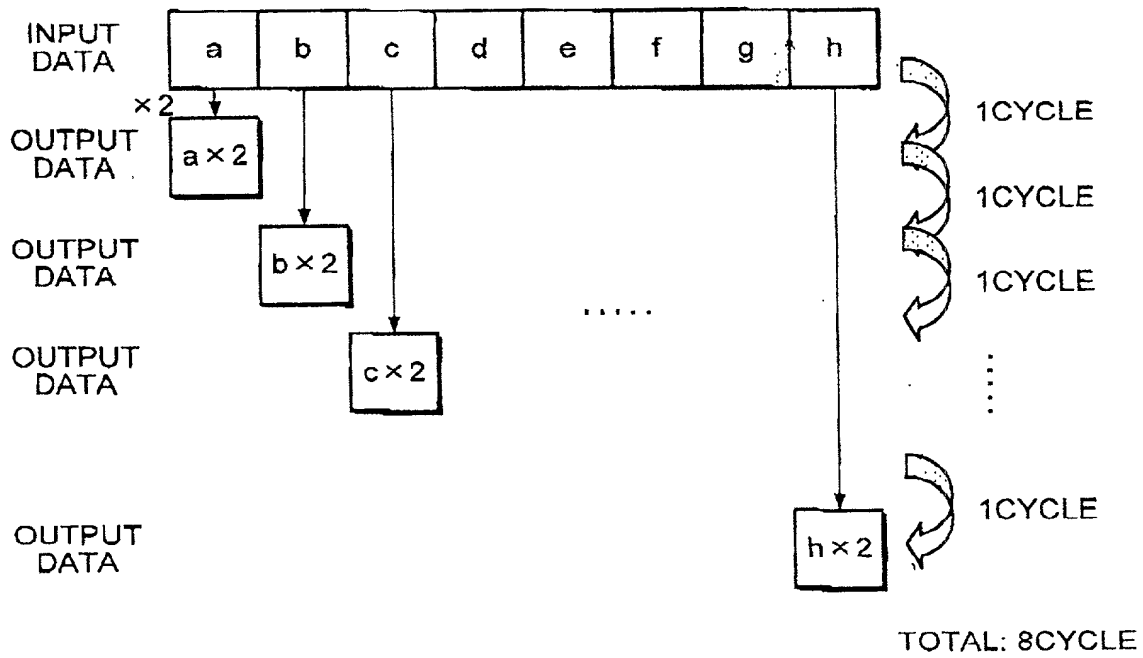 INPUT
DATA
a b c d e f g h
×2
1CYCLE
OUTPUT
DATA
a×2
1CYCLE
OUTPUT
DATA
b×2
1CYCLE
.....
OUTPUT
DATA
c×2
.....
1CYCLE
OUTPUT
DATA
h×2
TOTAL: 8CYCLE